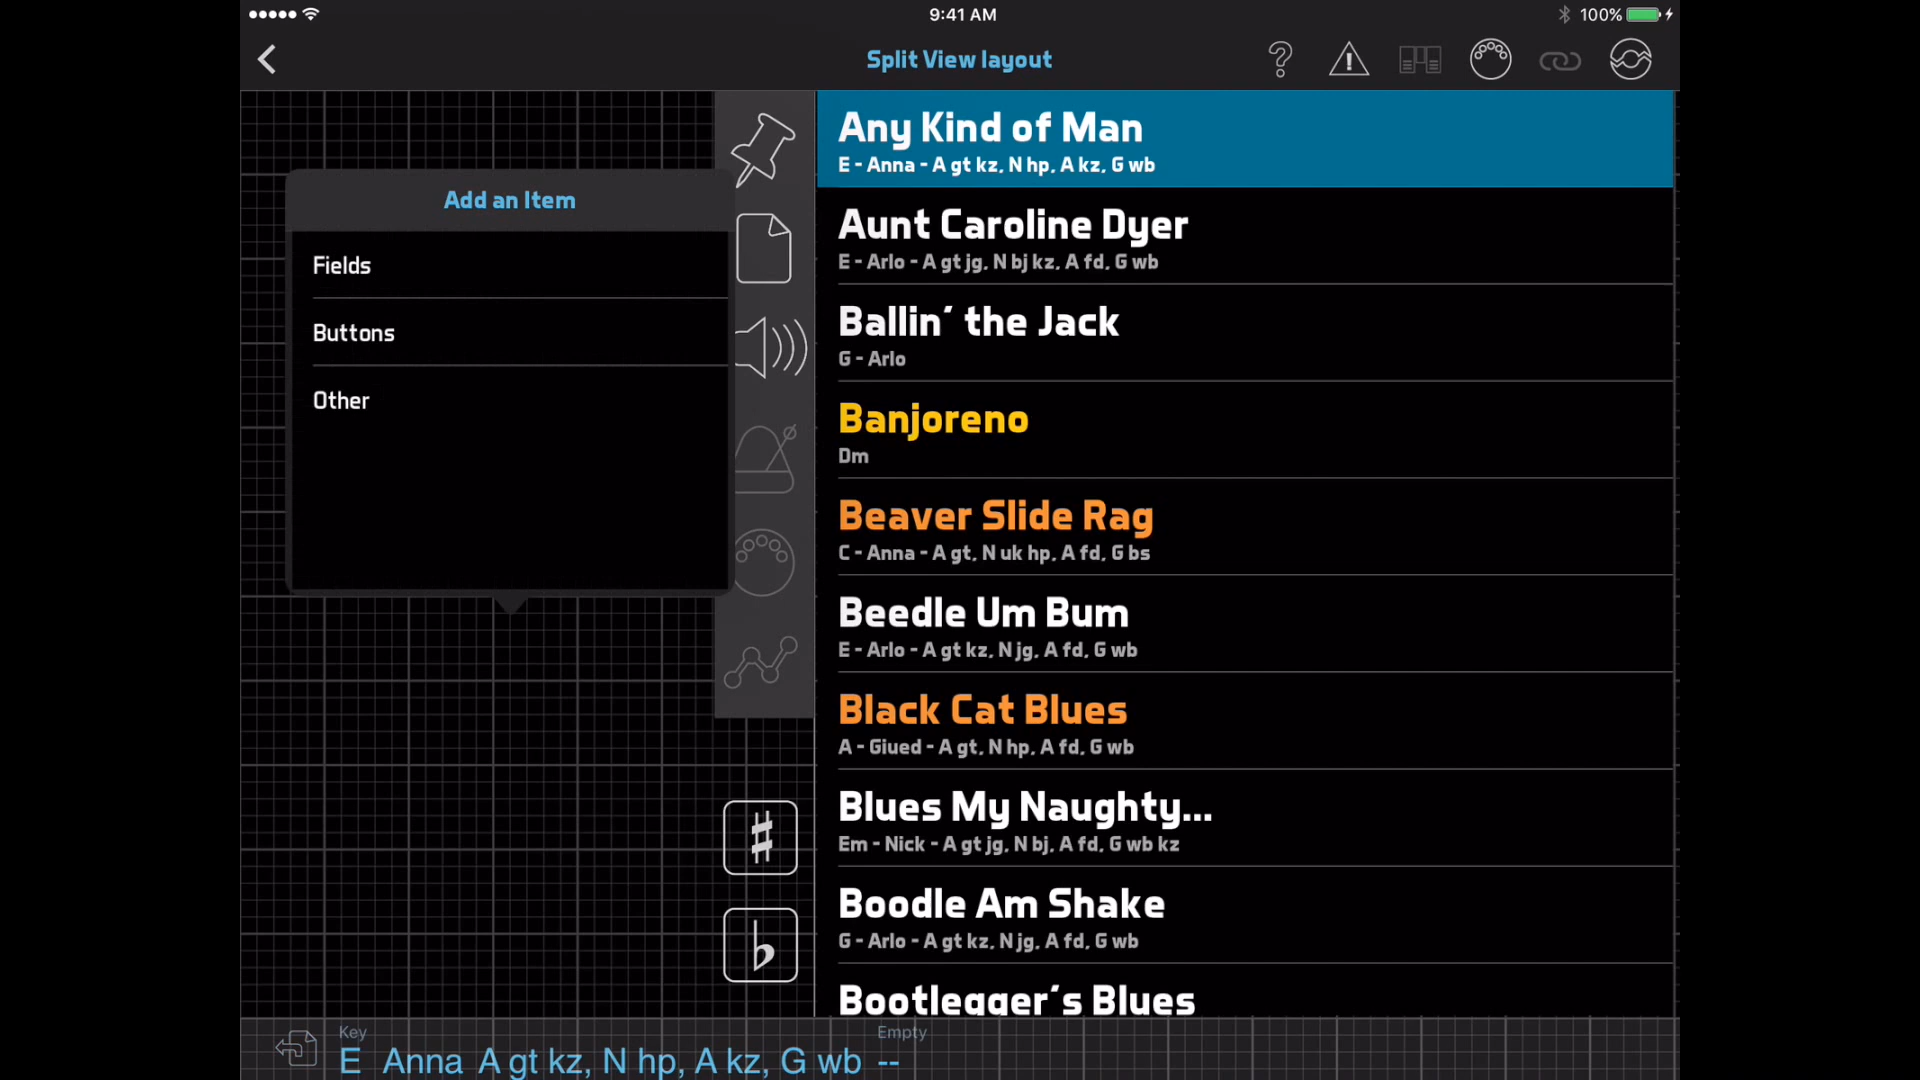 9:41 AM
100%
Split View layout
Add an Item
Fields
Buttons
Other
Any Kind of Man
E - Anna - A gt kz, N hp, A kz, G wb
Aunt Caroline Dyer
E - Arlo - A gt jg, N bj kz, A fd, G wb
Ballin´ the Jack
G - Arlo
Banjoreno
Dm
Beaver Slide Rag
C - Anna - A gt, N uk hp, A fd, G bs
Beedle Um Bum
E - Arlo - A gt kz, N jg, A fd, G wb
Black Cat Blues
A - Giued - A gt, N hp, A fd, G wb
Blues My Naughty...
Em - Nick - A gt jg, N bj, A fd, G wb kz
Boodle Am Shake
G - Arlo - A gt kz, N jg, A fd, G wb
Bootlegger´s Blues
Key
Empty
E Anna A gt kz, N hp, A kz, G wb --